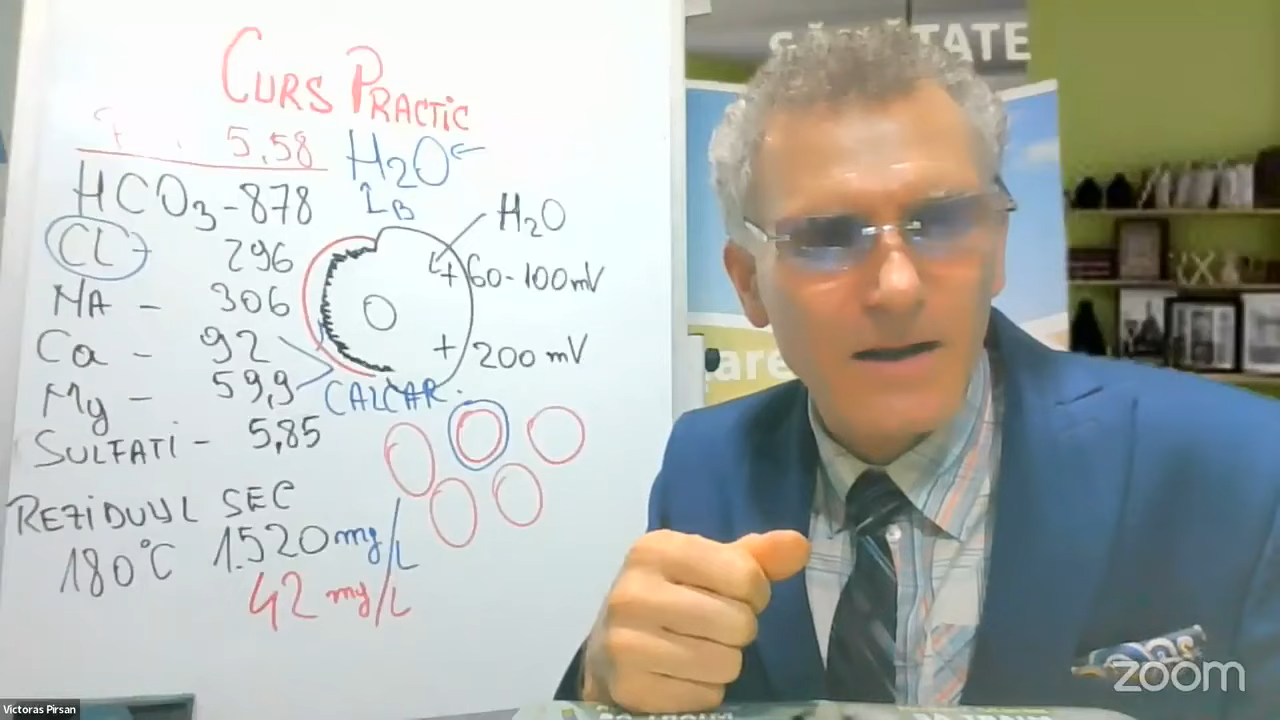 CURS PRACTIC
SĂNĂTATE
5,58
H2O
HCO3-878
LB
H2O
CL-
296
+ 60-100mV
NA - 306
Ca - 92
+ 200 mV
Mg - 59,9
CALCAR.
SULFATI - 5,85
REZIDUUL SEC
180°C 1.520 mg/L
42 mg/L
are
zoom
Victoras Pirsan